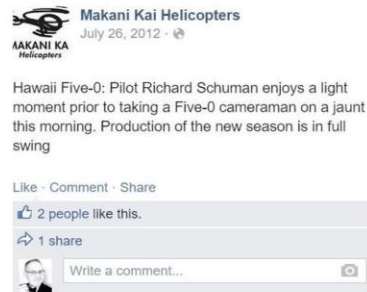 MAKANI KA
Helicopters
Makani Kai Helicopters
July 26, 2012 ·
Hawaii Five-0: Pilot Richard Schuman enjoys a light
moment prior to taking a Five-0 cameraman on a jaunt
this morning. Production of the new season is in full
swing
Like · Comment · Share
2 people like this.
1 share
Write a comment...